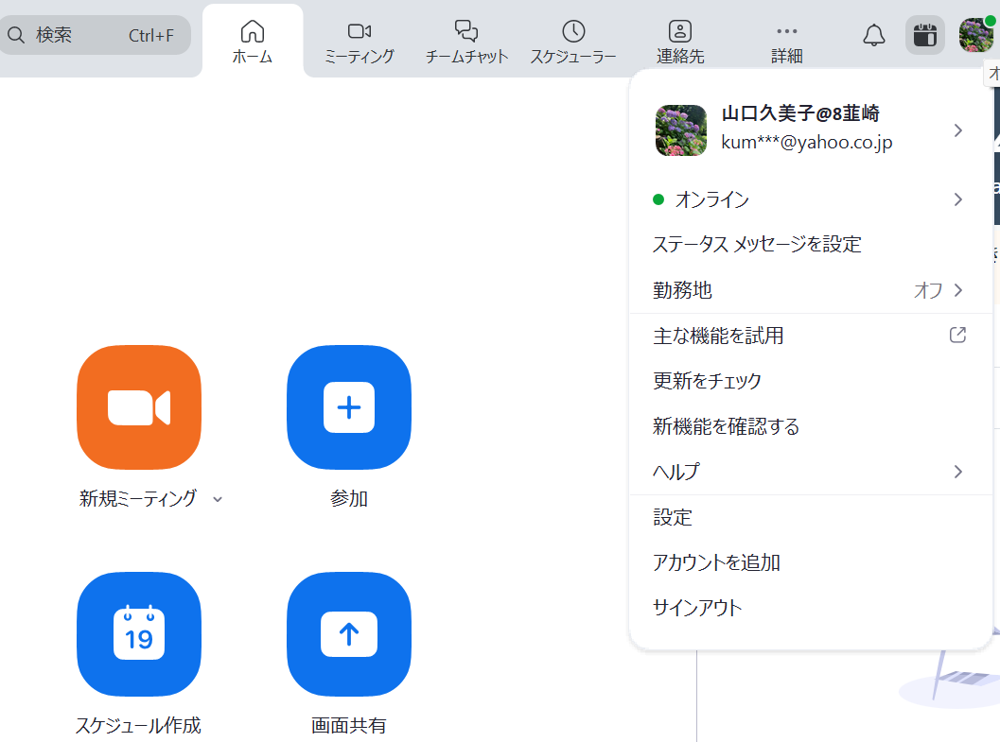 検索 Ctrl+F
ホーム
ミーティング
チームチャット
スケジューラー
連絡先
詳細
山口久美子@8韮崎
kum***@yahoo.co.jp
オンライン
ステータス メッセージを設定
勤務地 オフ
主な機能を試用
更新をチェック
新機能を確認する
ヘルプ
設定
アカウントを追加
サインアウト
新規ミーティング
参加
19
スケジュール作成
画面共有